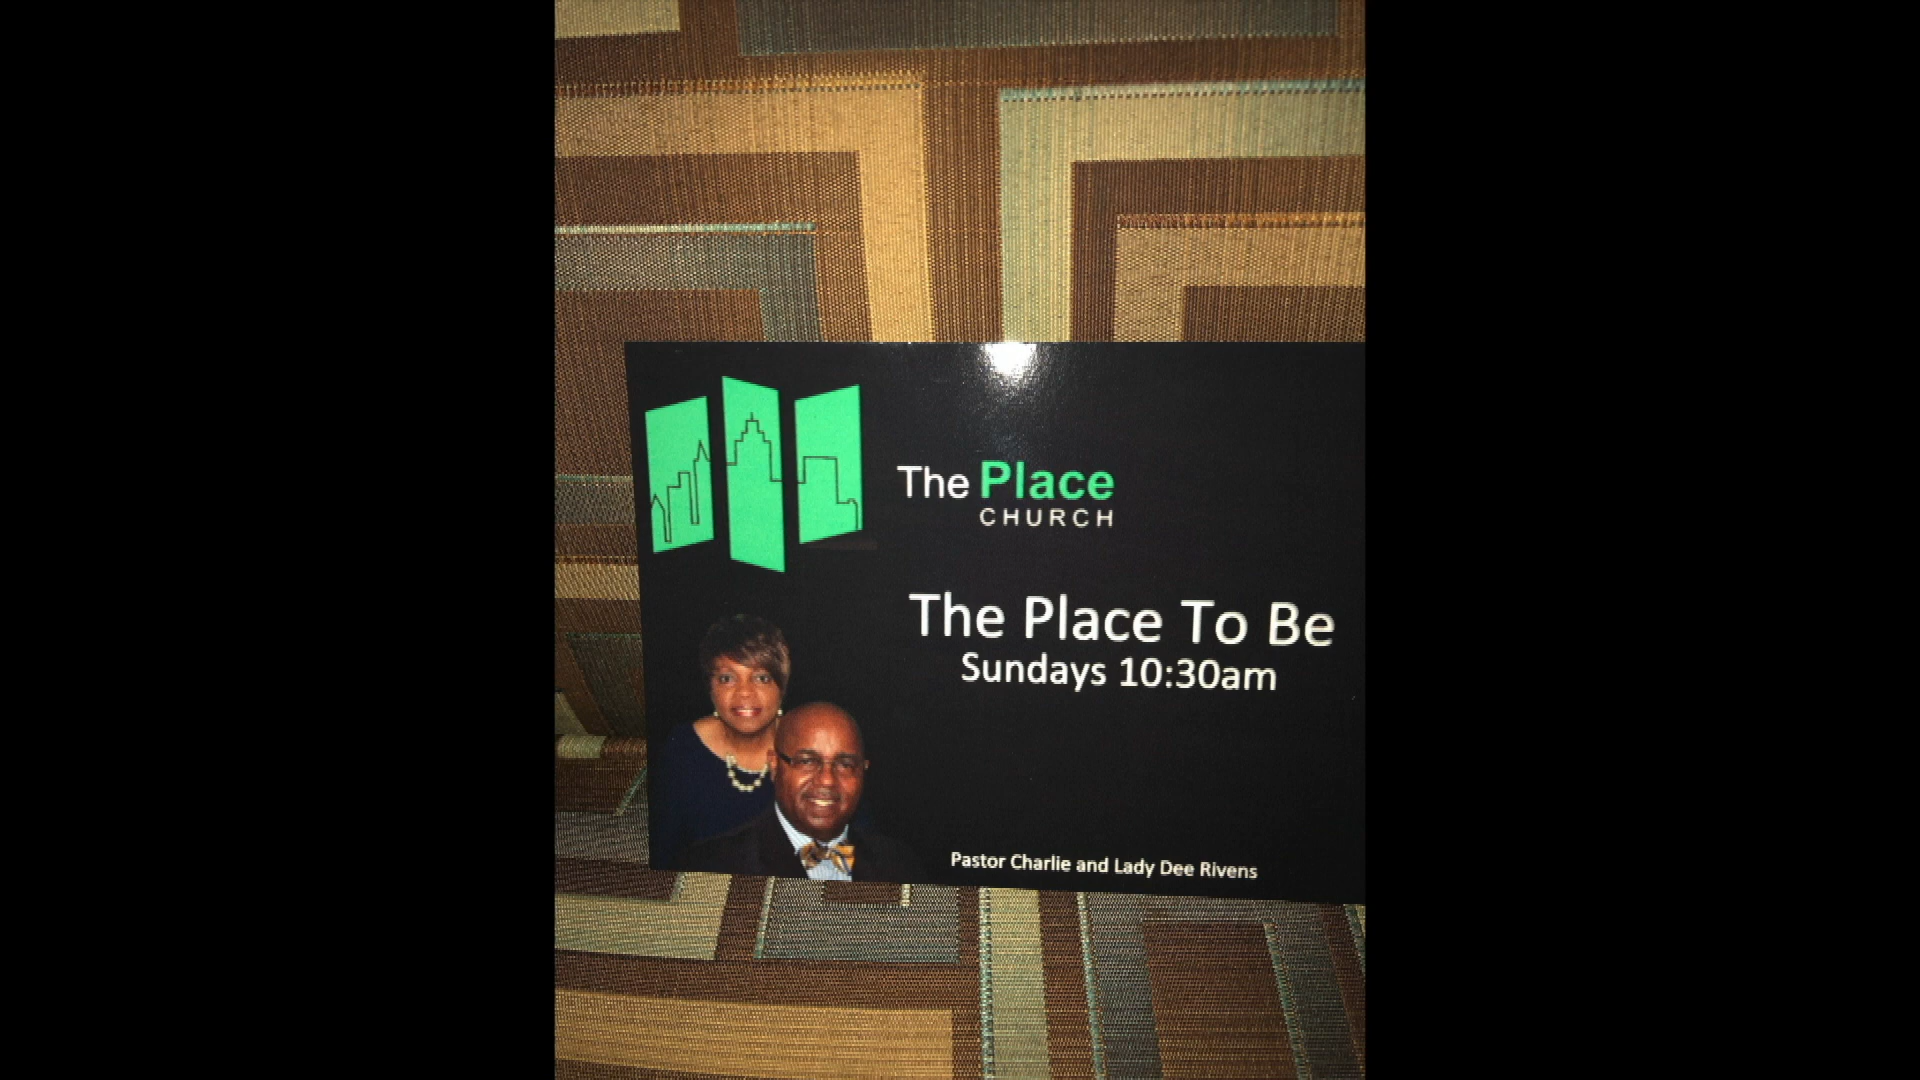 The Place
CHURCH
The Place To Be
Sundays 10:30am
Pastor Charlie and Lady Dee Rivens